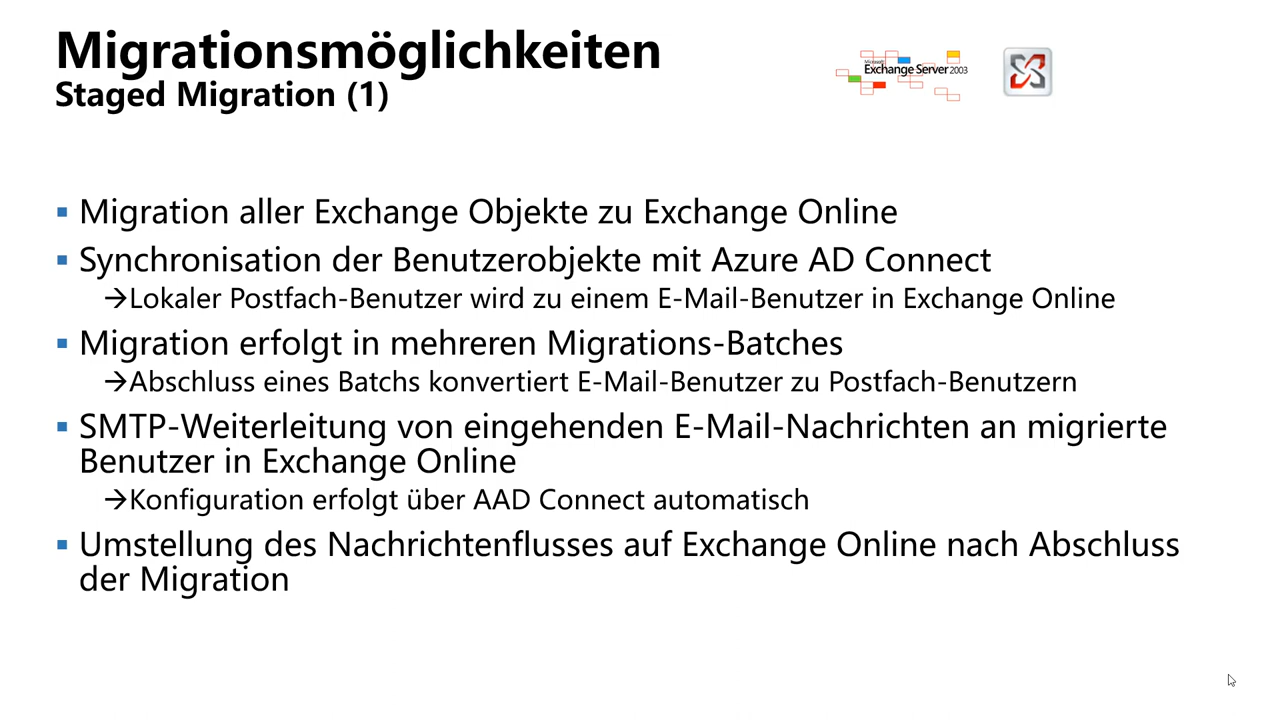 Migrationsmöglichkeiten
Staged Migration (1)
Microsoft
Exchange Server 2003
▪ Migration aller Exchange Objekte zu Exchange Online
▪ Synchronisation der Benutzerobjekte mit Azure AD Connect
→Lokaler Postfach-Benutzer wird zu einem E-Mail-Benutzer in Exchange Online
▪ Migration erfolgt in mehreren Migrations-Batches
→Abschluss eines Batchs konvertiert E-Mail-Benutzer zu Postfach-Benutzern
▪ SMTP-Weiterleitung von eingehenden E-Mail-Nachrichten an migrierte
Benutzer in Exchange Online
→Konfiguration erfolgt über AAD Connect automatisch
▪ Umstellung des Nachrichtenflusses auf Exchange Online nach Abschluss
der Migration